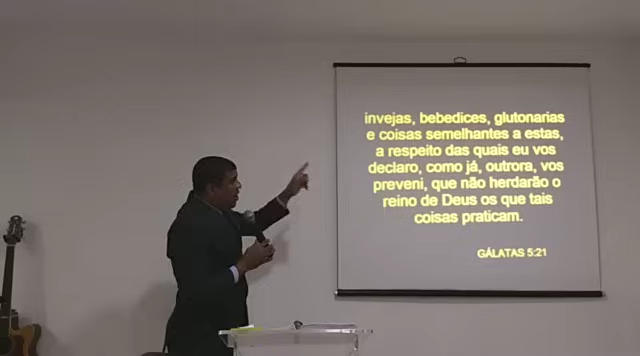 invejas, bebedices, glutonarias
e coisas semelhantes a estas,
a respeito das quais eu vos
declaro, como já, outrora, vos
preveni, que não herdarão o
reino de Deus os que tais
coisas praticam.
GÁLATAS 5:21